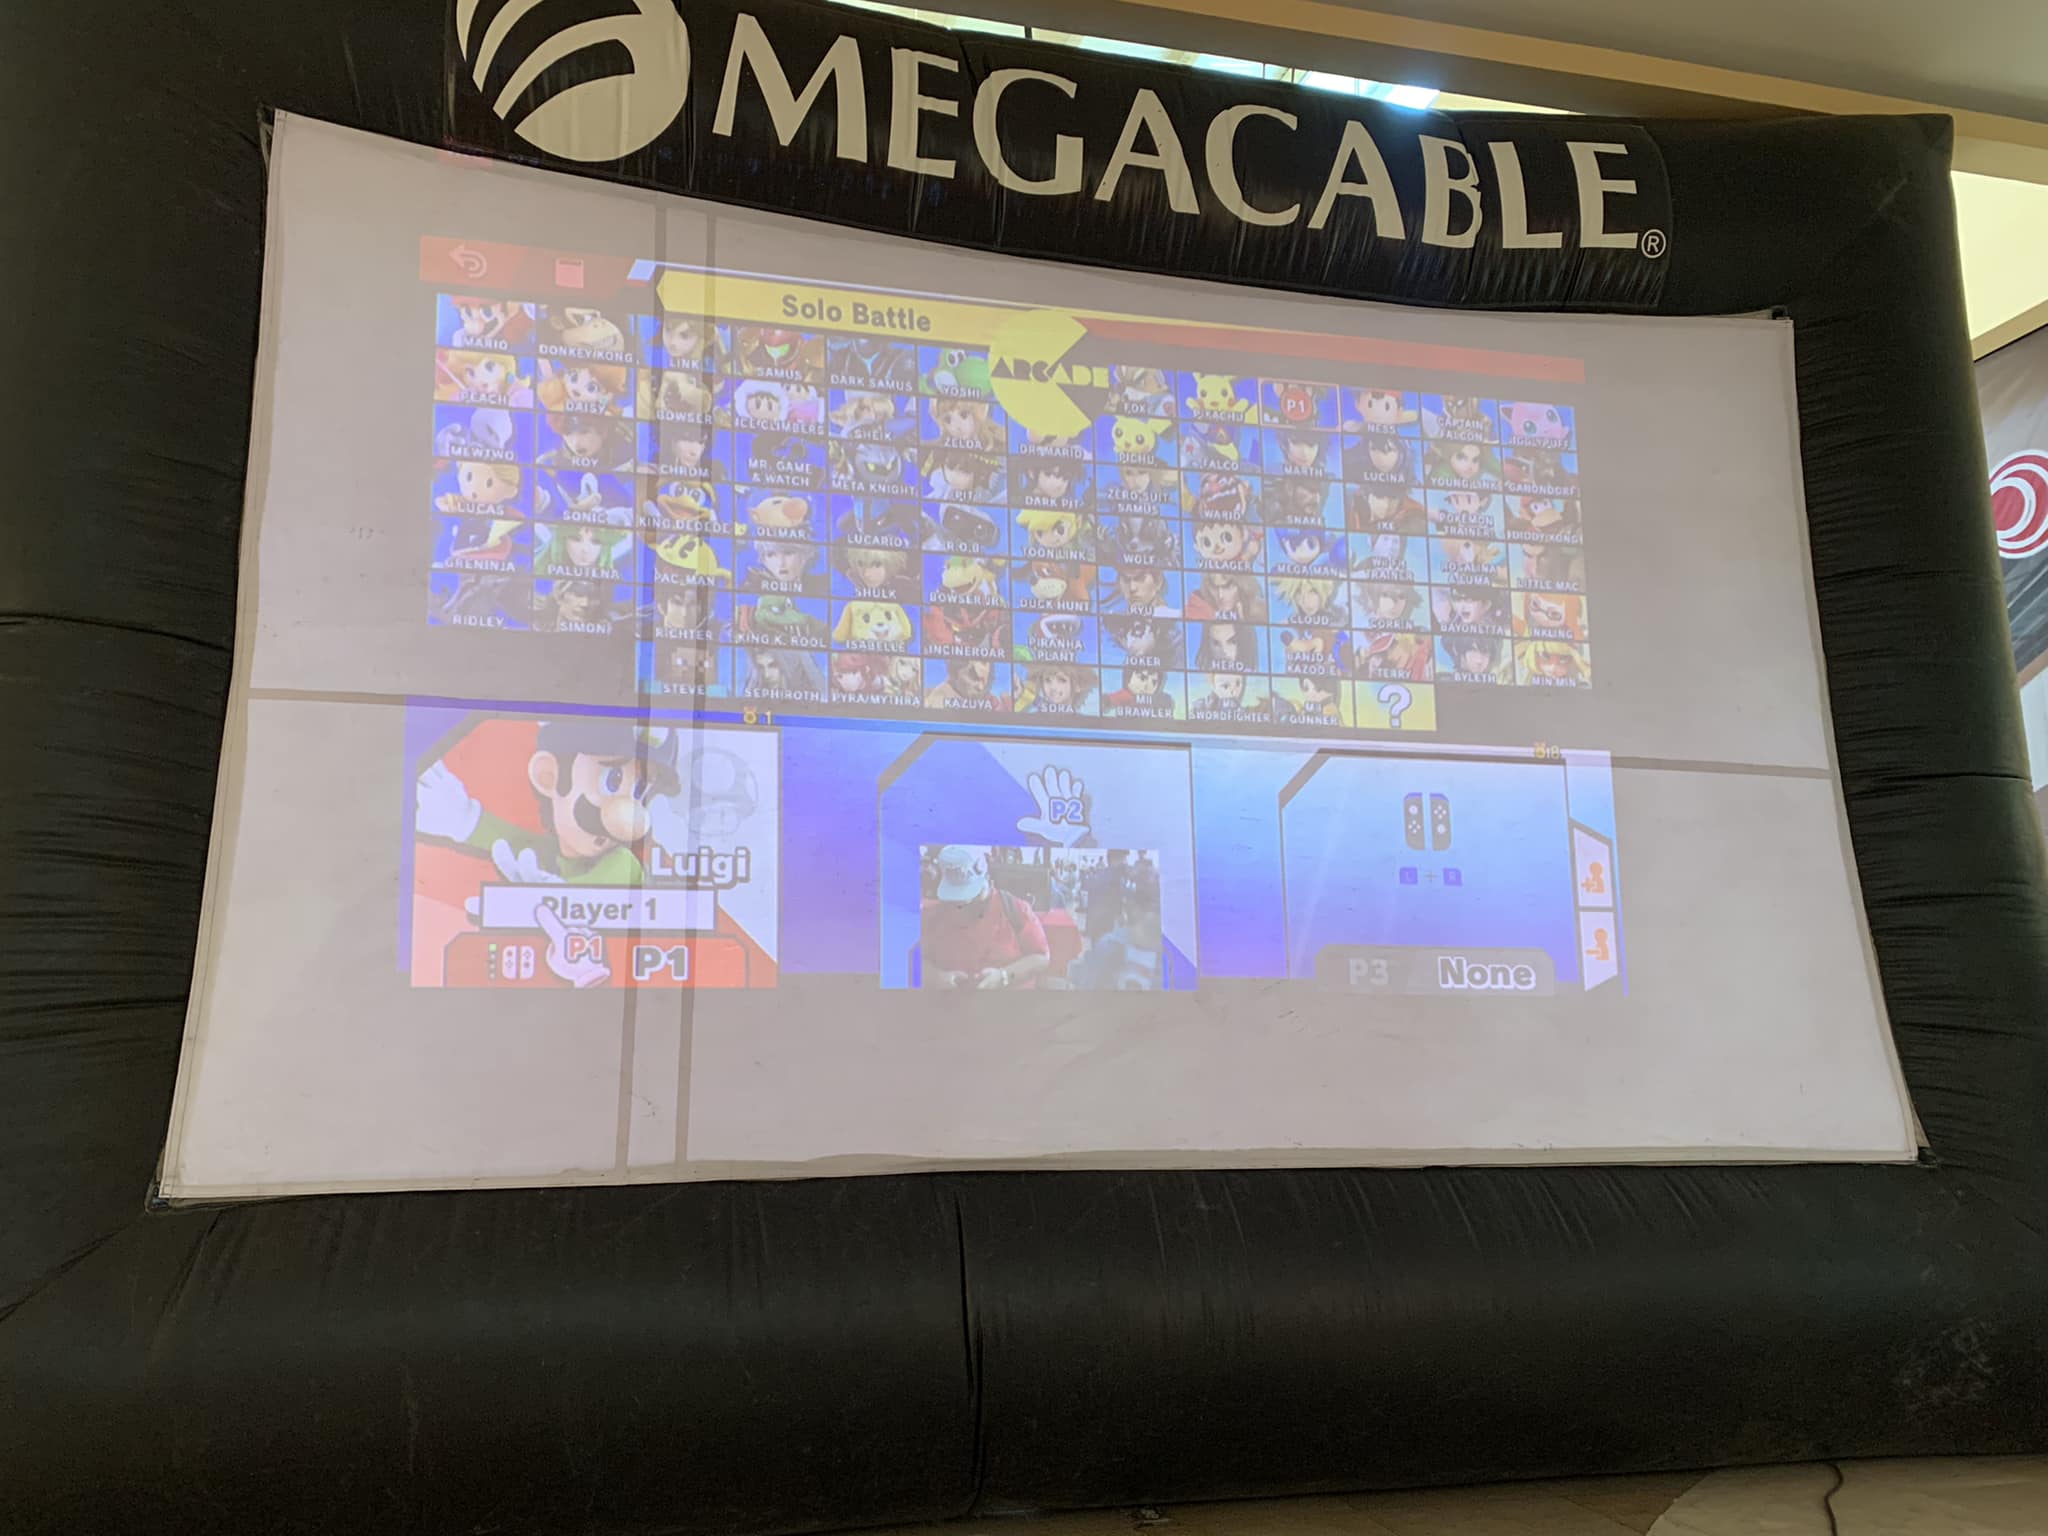 MEGACABLE®
Solo Battle
ARCADE
MARIO
DONKEY KONG
LINK
SAMUS
DARK SAMUS
YOSHI
FOX
PIKACHU
P1
NESS
CAPTAIN
FALCON
JIGGLYPUFF
PEACH
DAISY
BOWSER
ICE CLIMBERS
SHEIK
ZELDA
DR. MARIO
PICHU
FALCO
MARTH
LUCINA
YOUNG LINK
GANONDORF
MEWTWO
ROY
CHROM
MR. GAME
& WATCH
META KNIGHT
PIT
DARK PIT
ZERO SUIT
SAMUS
WARIO
SNAKE
IKE
POKÉMON
TRAINER
DIDDY KONG
LUCAS
SONIC
KING DEDEDE
OLIMAR
LUCARIO
R.O.B.
TOON LINK
WOLF
VILLAGER
MEGA MAN
WII FIT
TRAINER
ROSALINA
& LUMA
LITTLE MAC
GRENINJA
PALUTENA
PAC-MAN
ROBIN
SHULK
BOWSER JR.
DUCK HUNT
RYU
KEN
CLOUD
CORRIN
BAYONETTA
INKLING
RIDLEY
SIMON
RICHTER
KING K. ROOL
ISABELLE
INCINEROAR
PIRANHA
PLANT
JOKER
HERO
BANJO &
KAZOOIE
TERRY
BYLETH
MIN MIN
STEVE
SEPHIROTH
PYRA/MYTHRA
KAZUYA
SORA
MII
BRAWLER
MII
SWORDFIGHTER
MII
GUNNER
?
1
18
Luigi
Player 1
P1
P1
P2
L + R
P3
None